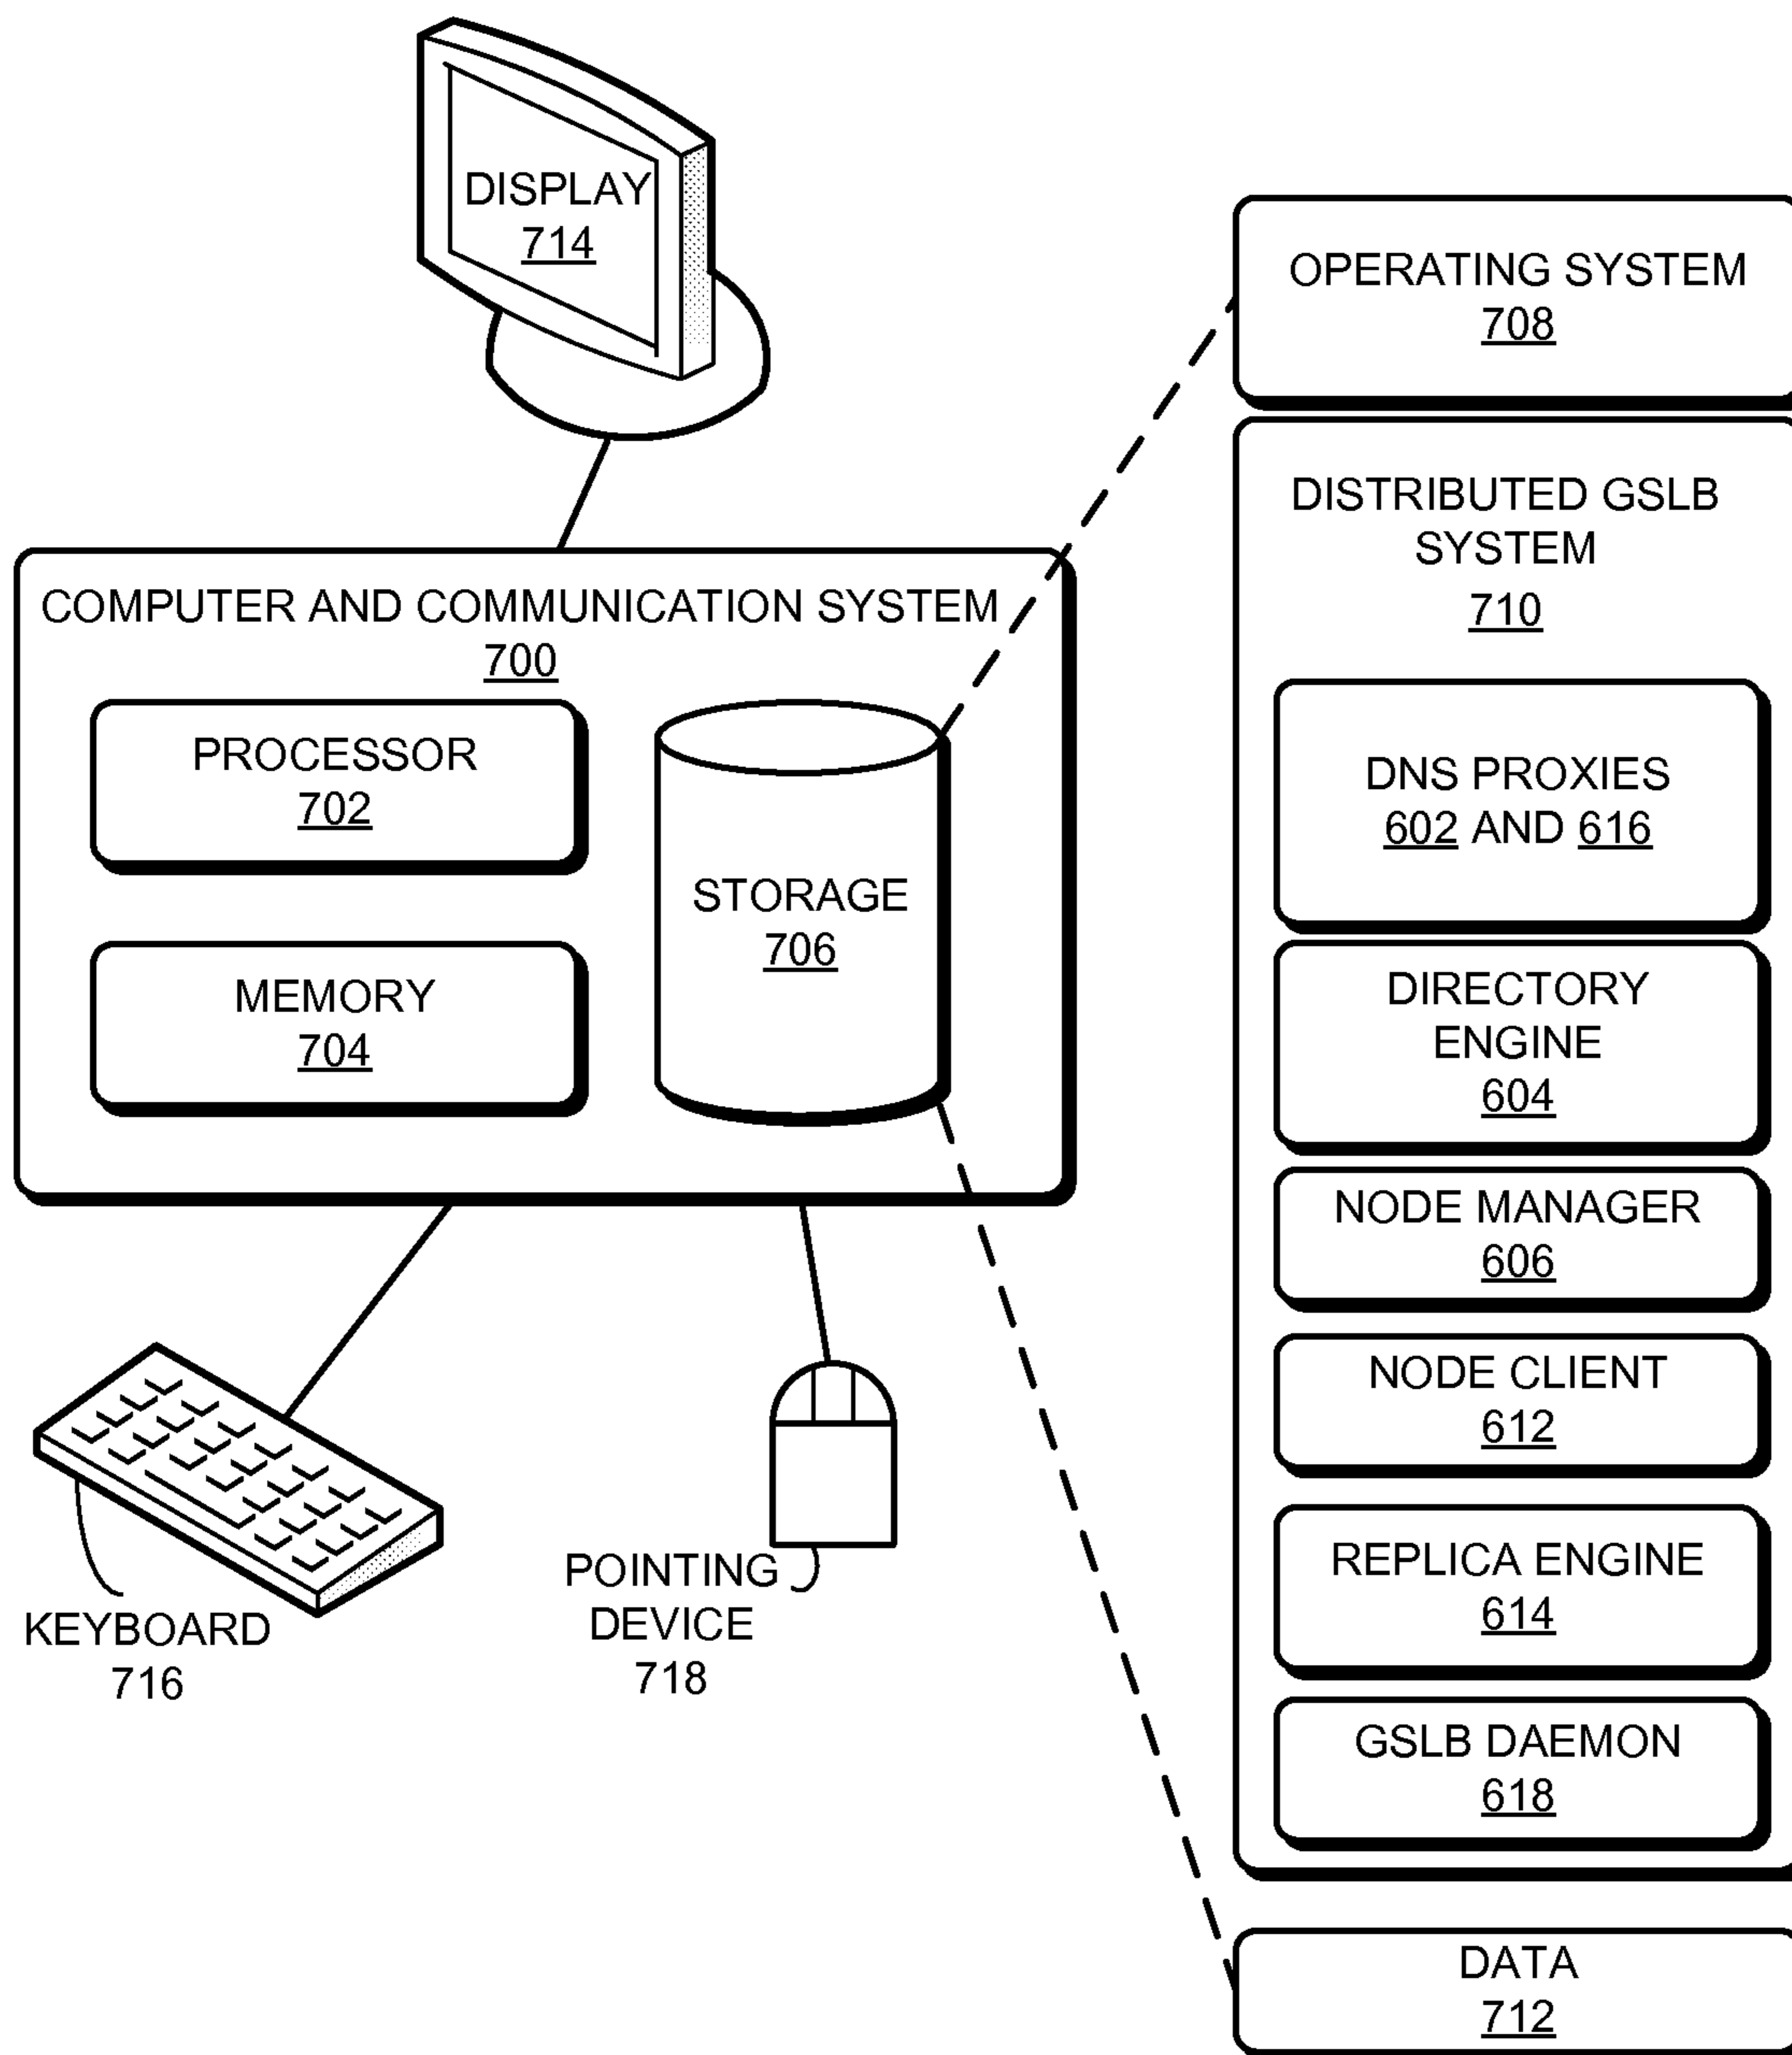 DISPLAY
714
COMPUTER AND COMMUNICATION SYSTEM
700
PROCESSOR
702
MEMORY
704
STORAGE
706
KEYBOARD
716
POINTING
DEVICE
718
OPERATING SYSTEM
708
DISTRIBUTED GSLB
SYSTEM
710
DNS PROXIES
602 AND 616
DIRECTORY
ENGINE
604
NODE MANAGER
606
NODE CLIENT
612
REPLICA ENGINE
614
GSLB DAEMON
618
DATA
712